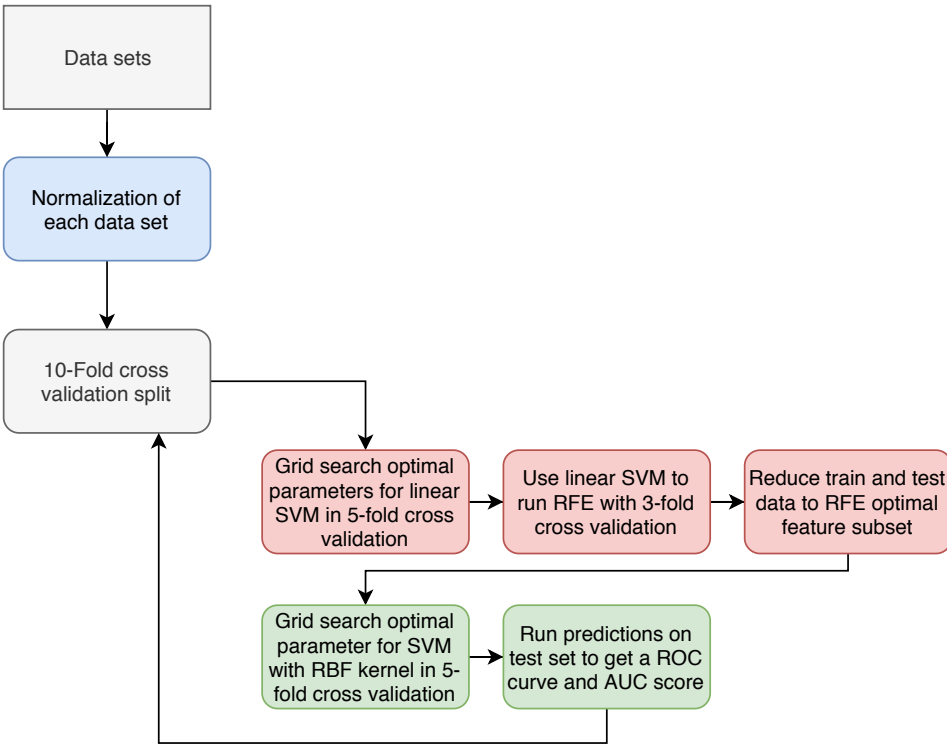 Data sets
Normalization of
each data set
10-Fold cross
validation split
Grid search optimal
parameters for linear
SVM in 5-fold cross
validation
Use linear SVM to
run RFE with 3-fold
cross validation
Reduce train and test
data to RFE optimal
feature subset
Grid search optimal
parameter for SVM
with RBF kernel in 5-
fold cross validation
Run predictions on
test set to get a ROC
curve and AUC score